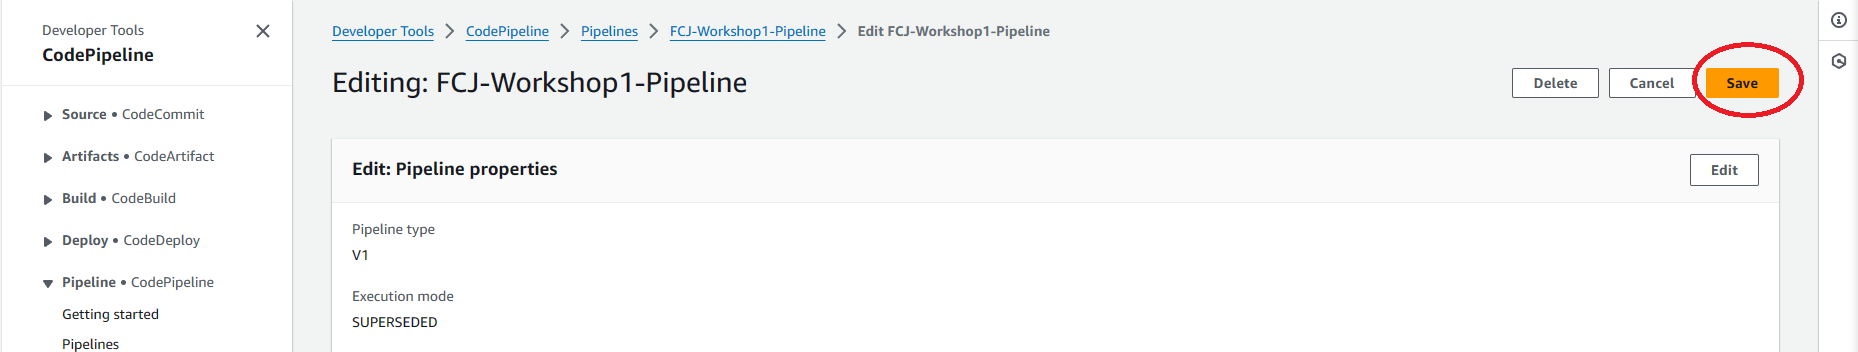 Developer Tools
CodePipeline
Source • CodeCommit
Artifacts • CodeArtifact
Build • CodeBuild
Deploy • CodeDeploy
Pipeline • CodePipeline
Getting started
Pipelines
Developer Tools > CodePipeline > Pipelines > FCJ-Workshop1-Pipeline > Edit FCJ-Workshop1-Pipeline
Editing: FCJ-Workshop1-Pipeline
Delete Cancel Save
Edit: Pipeline properties
Edit
Pipeline type
V1
Execution mode
SUPERSEDED